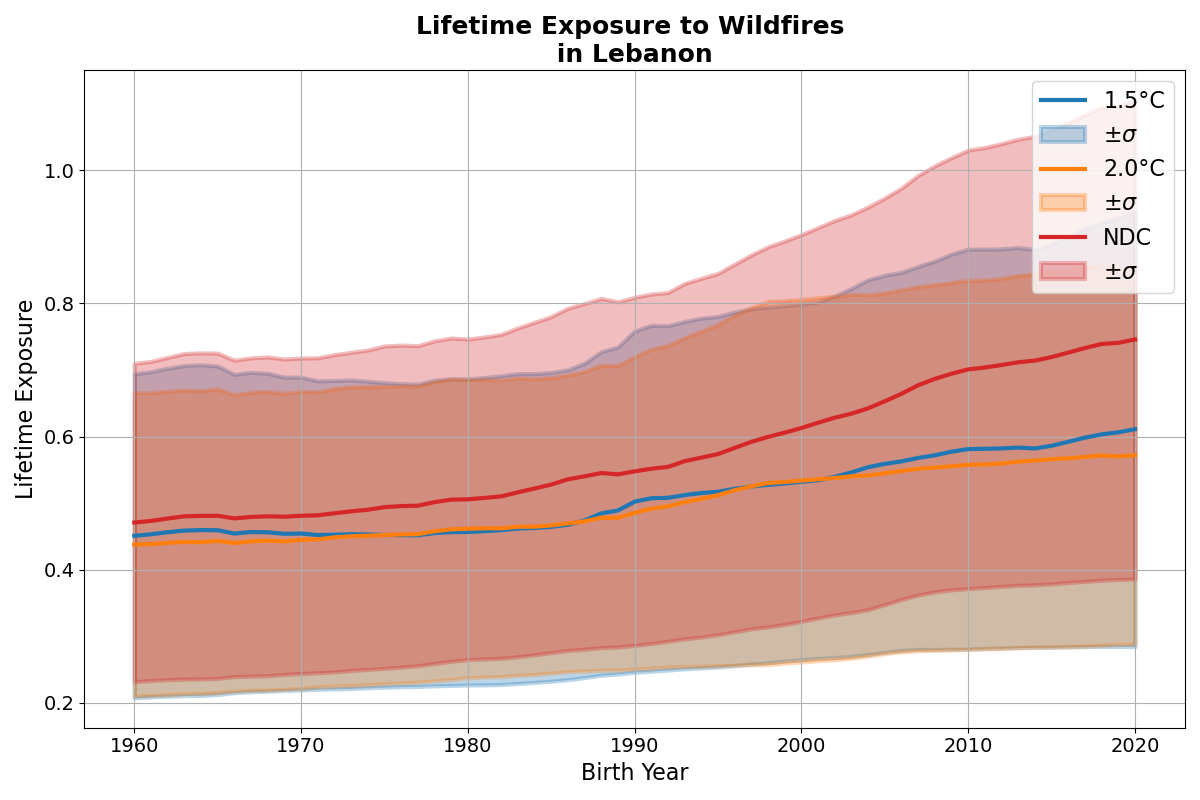 Lifetime Exposure to Wildfires
in Lebanon
Lifetime Exposure
1.0
0.8
0.6
0.4
0.2
1960 1970 1980 1990 2000 2010 2020
Birth Year
1.5°C
±σ
2.0°C
±σ
NDC
±σ